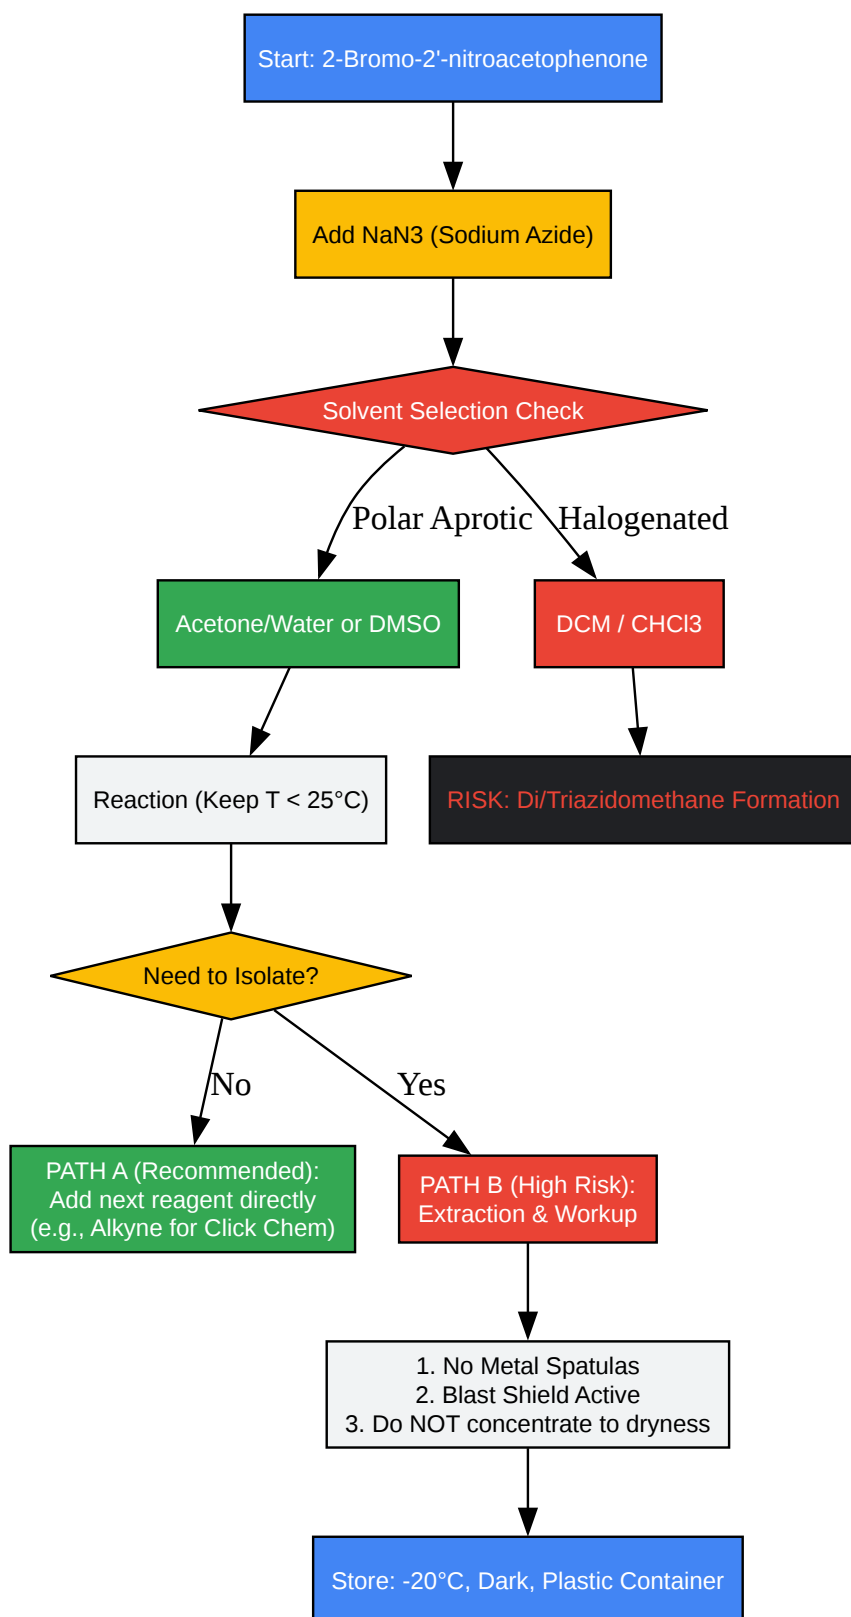 Start: 2-Bromo-2'-nitroacetophenone
Add NaN3 (Sodium Azide)
Solvent Selection Check
Polar Aprotic
Halogenated
Acetone/Water or DMSO
DCM / CHCl3
Reaction (Keep T < 25°C)
RISK: Di/Triazidomethane Formation
Need to Isolate?
No
Yes
PATH A (Recommended):
Add next reagent directly
(e.g., Alkyne for Click Chem)
PATH B (High Risk):
Extraction & Workup
1. No Metal Spatulas
2. Blast Shield Active
3. Do NOT concentrate to dryness
Store: -20°C, Dark, Plastic Container